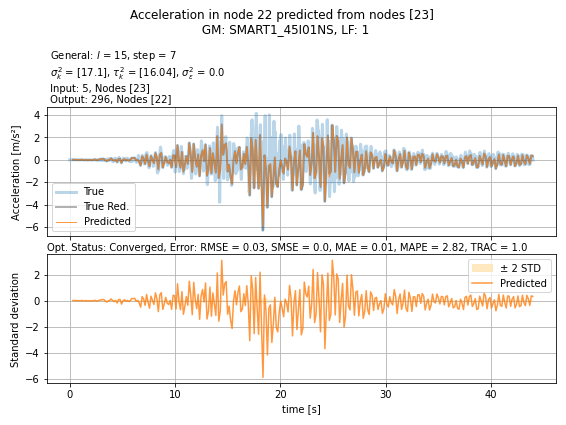 Acceleration in node 22 predicted from nodes [23]
GM: SMART1_45I01NS, LF: 1
General: l = 15, step = 7
σ²ₖ = [17.1], τ²ₖ = [16.04], σ²ε = 0.0
Input: 5, Nodes [23]
Output: 296, Nodes [22]
Acceleration [m/s²]
4
2
0
−2
−4
−6
True
True Red.
Predicted
Opt. Status: Converged, Error: RMSE = 0.03, SMSE = 0.0, MAE = 0.01, MAPE = 2.82, TRAC = 1.0
Standard deviation
2
0
−2
−4
−6
± 2 STD
Predicted
0 10 20 30 40
time [s]